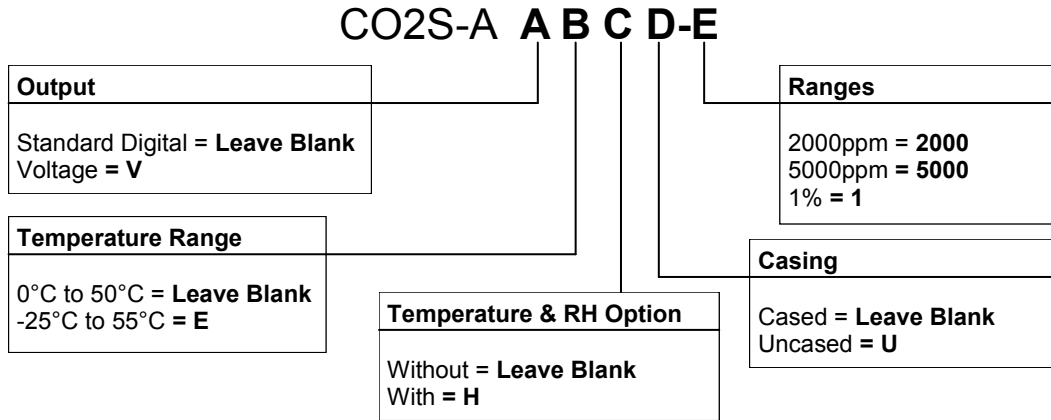 CO2S-A A B C D-E
Output
Standard Digital = Leave Blank
Voltage = V
Ranges
2000ppm = 2000
5000ppm = 5000
1% = 1
Temperature Range
0°C to 50°C = Leave Blank
-25°C to 55°C = E
Temperature & RH Option
Without = Leave Blank
With = H
Casing
Cased = Leave Blank
Uncased = U